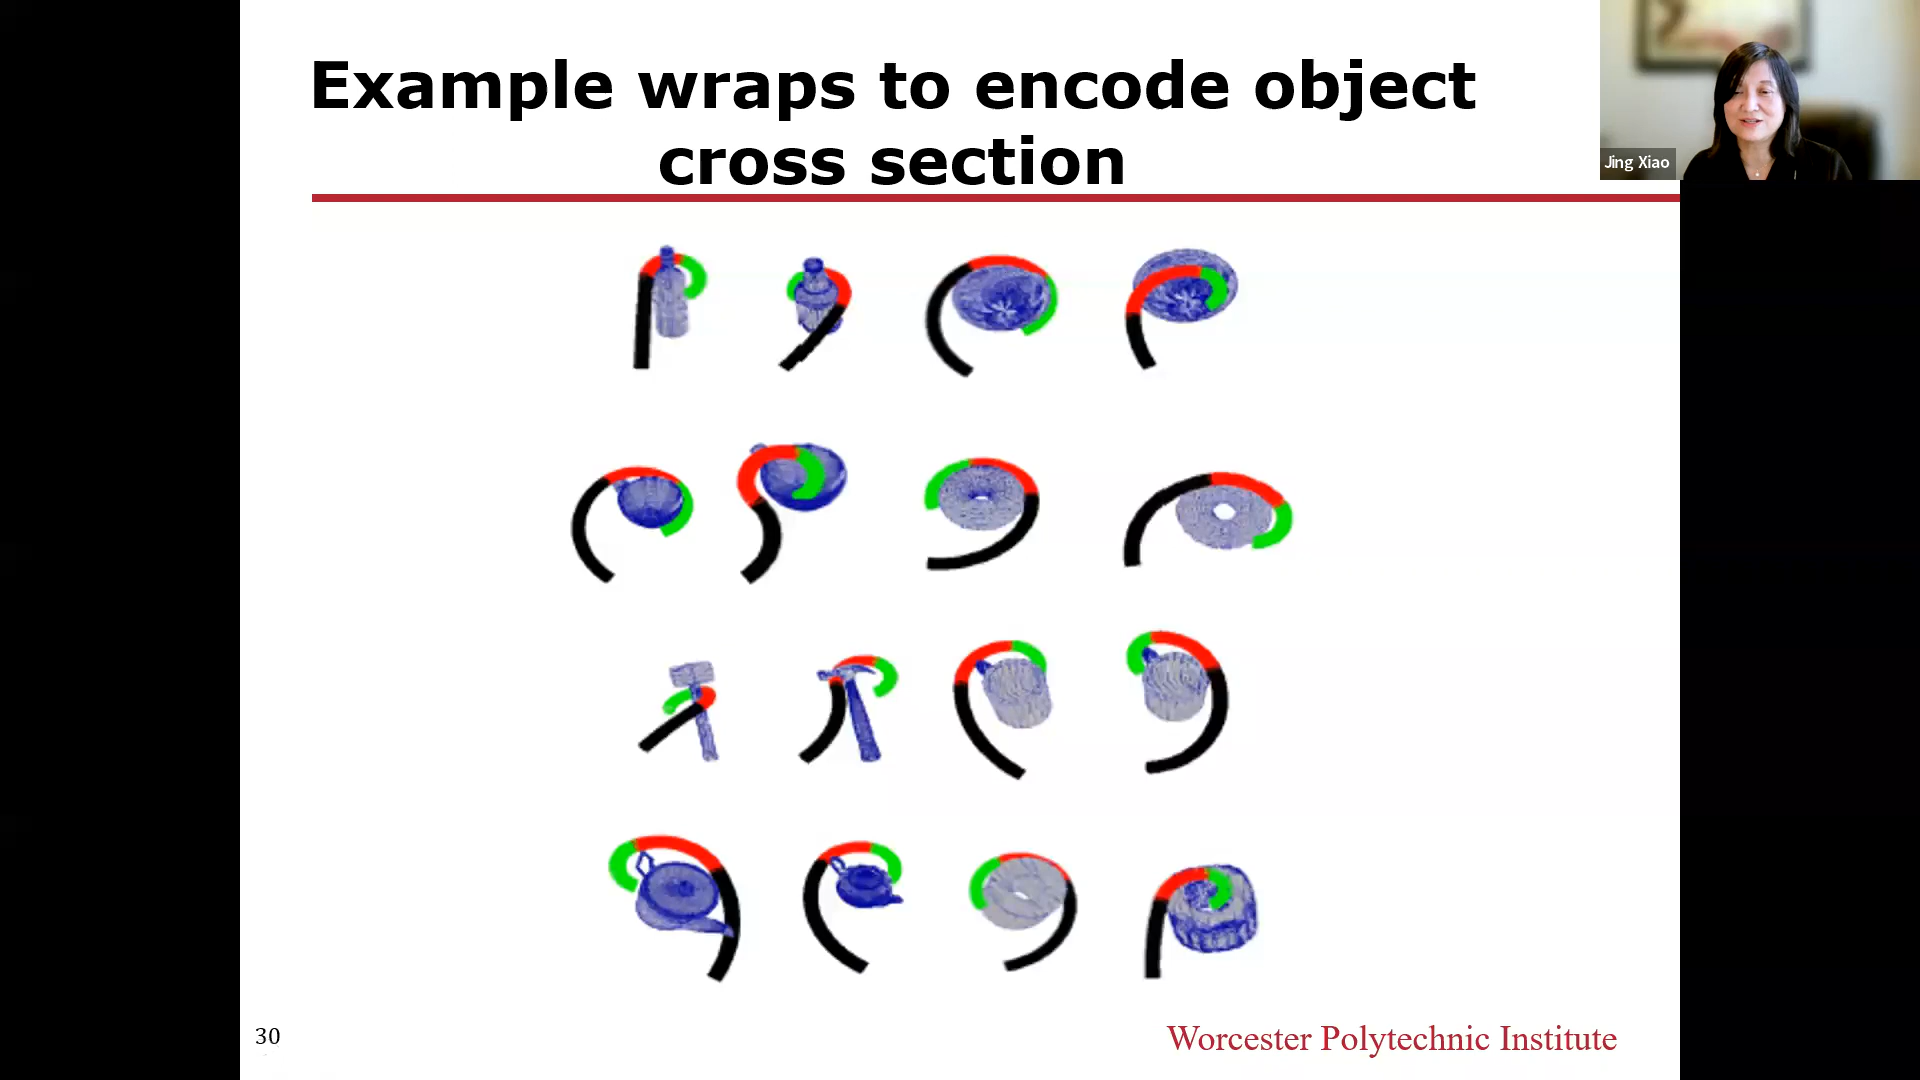 Example wraps to encode object
cross section
Jing Xiao
30
Worcester Polytechnic Institute